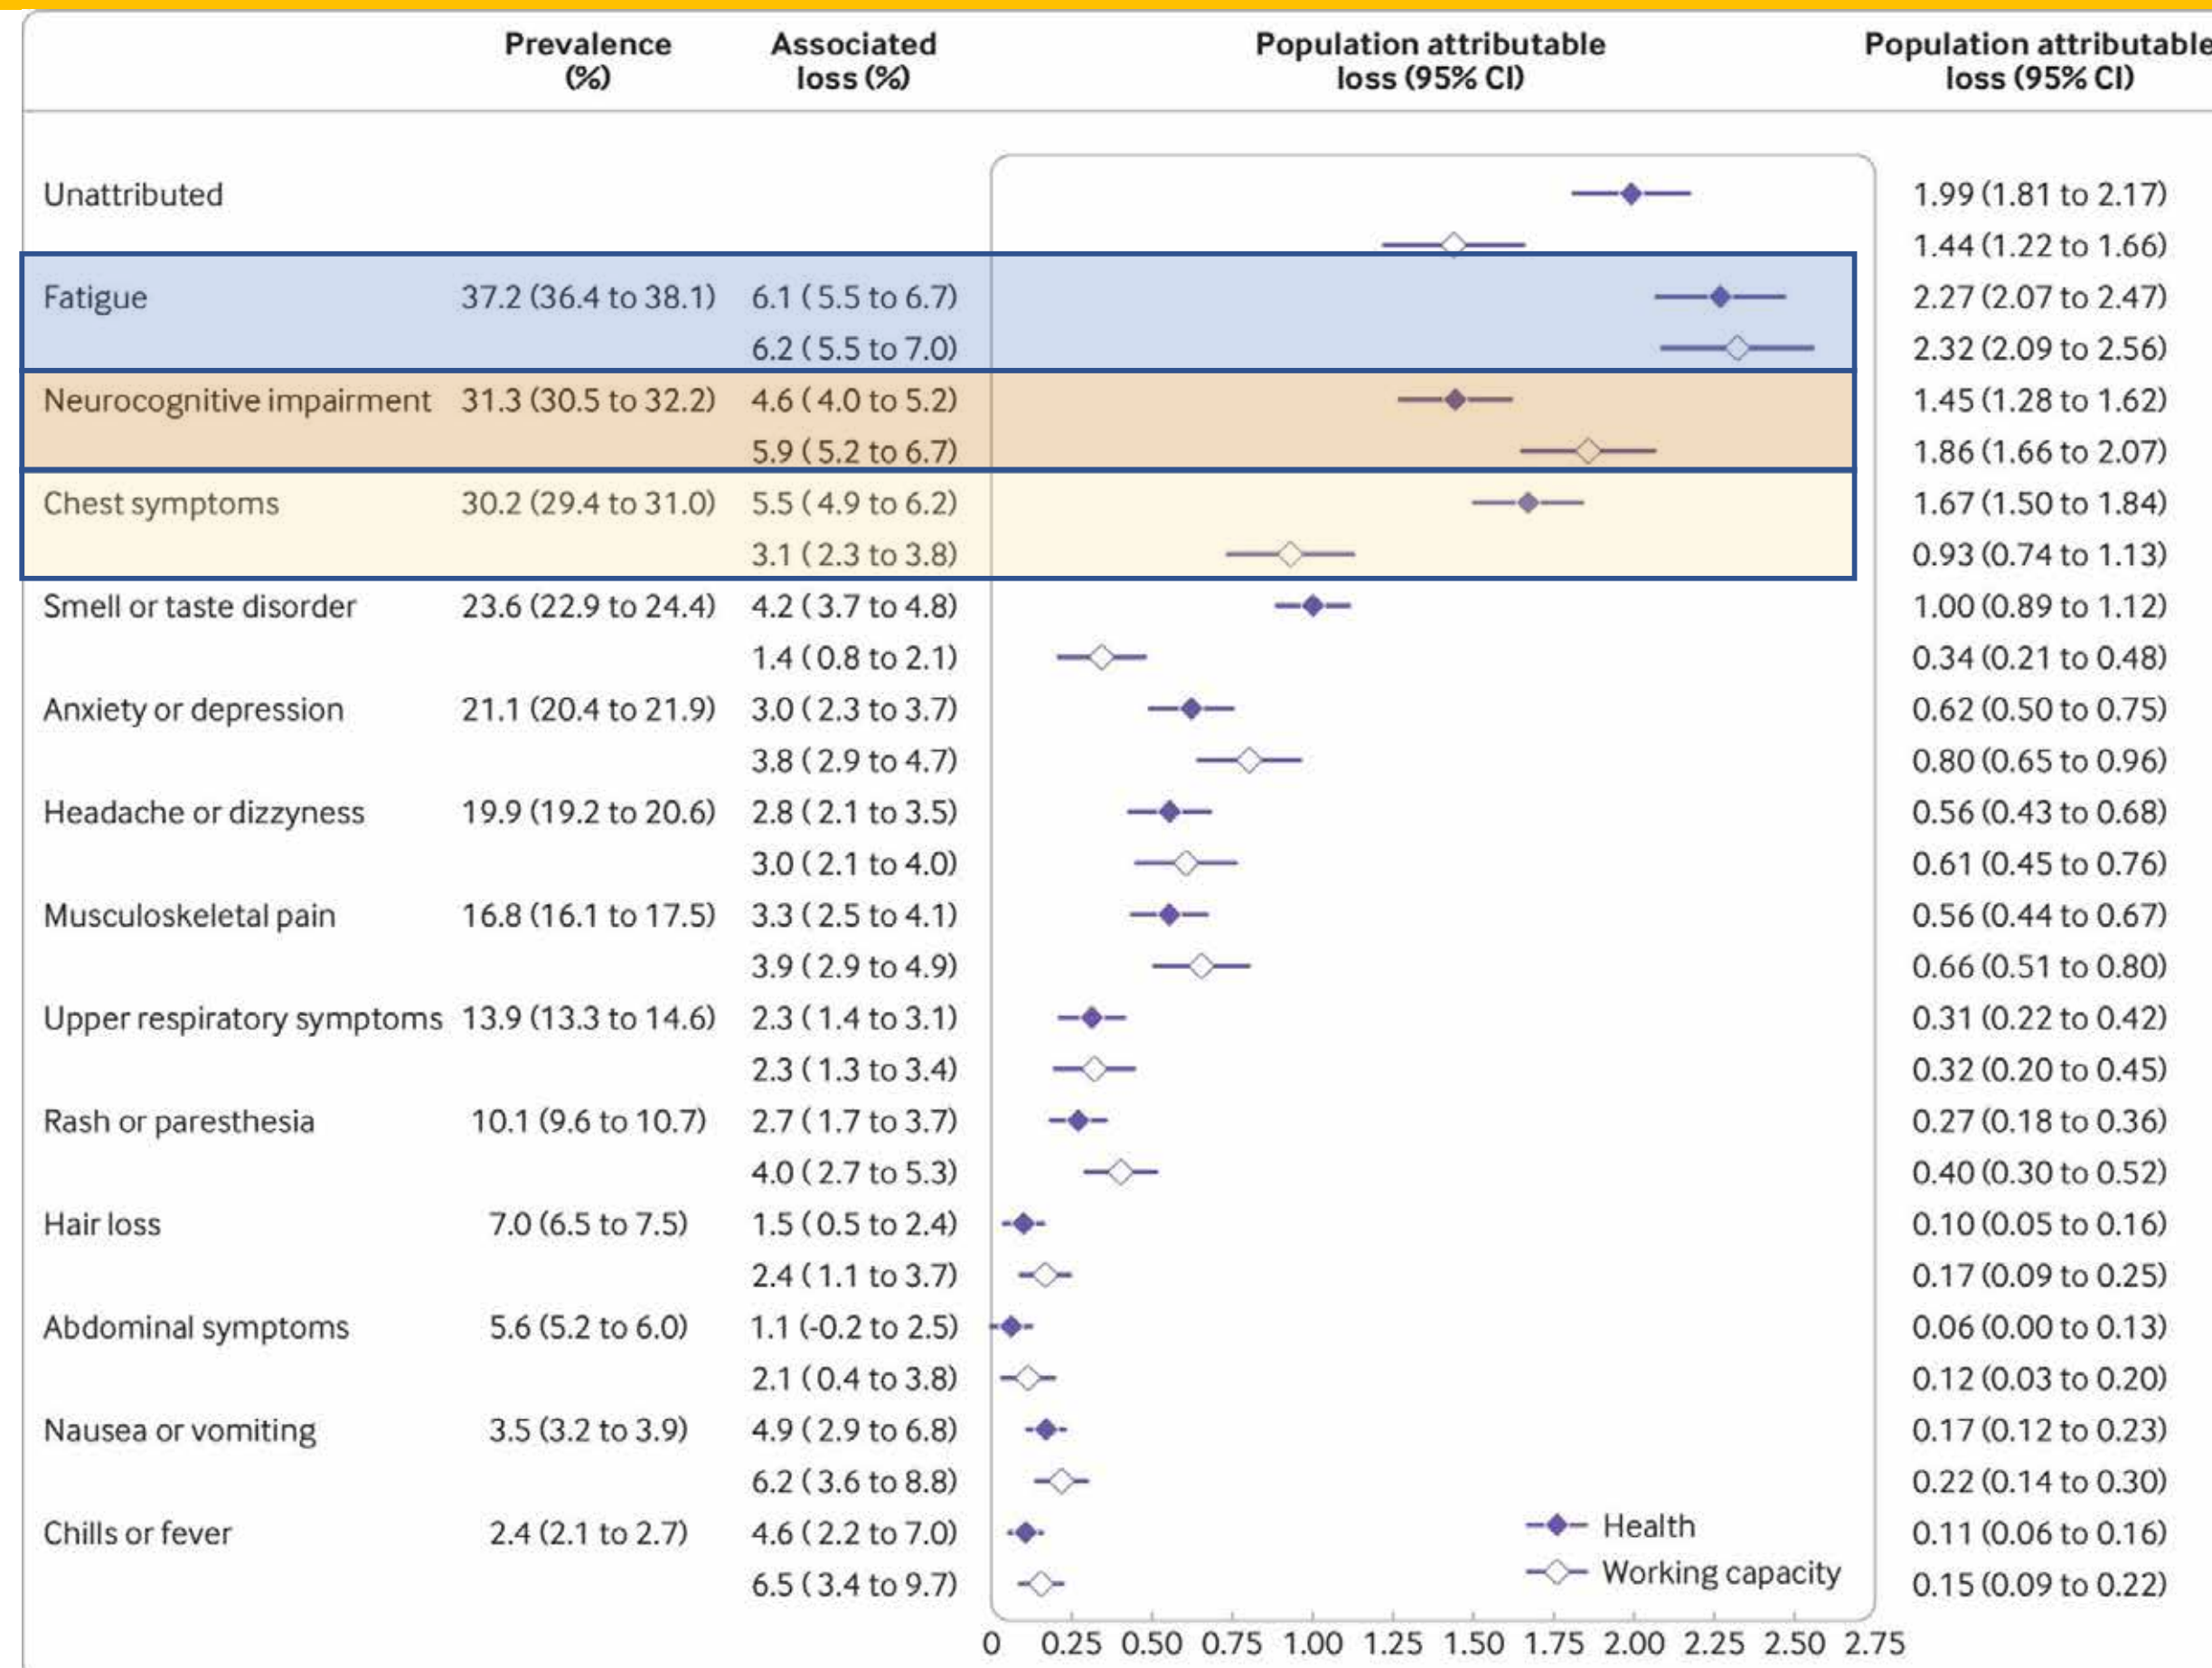 Prevalence (%) Associated loss (%) Population attributable loss (95% CI) Population attributable loss (95% CI)
Unattributed 1.99 (1.81 to 2.17)
1.44 (1.22 to 1.66)
Fatigue 37.2 (36.4 to 38.1) 6.1 ( 5.5 to 6.7) 2.27 (2.07 to 2.47)
6.2 ( 5.5 to 7.0) 2.32 (2.09 to 2.56)
Neurocognitive impairment 31.3 (30.5 to 32.2) 4.6 ( 4.0 to 5.2) 1.45 (1.28 to 1.62)
5.9 ( 5.2 to 6.7) 1.86 (1.66 to 2.07)
Chest symptoms 30.2 (29.4 to 31.0) 5.5 ( 4.9 to 6.2) 1.67 (1.50 to 1.84)
3.1 ( 2.3 to 3.8) 0.93 (0.74 to 1.13)
Smell or taste disorder 23.6 (22.9 to 24.4) 4.2 ( 3.7 to 4.8) 1.00 (0.89 to 1.12)
1.4 ( 0.8 to 2.1) 0.34 (0.21 to 0.48)
Anxiety or depression 21.1 (20.4 to 21.9) 3.0 ( 2.3 to 3.7) 0.62 (0.50 to 0.75)
3.8 ( 2.9 to 4.7) 0.80 (0.65 to 0.96)
Headache or dizzyness 19.9 (19.2 to 20.6) 2.8 ( 2.1 to 3.5) 0.56 (0.43 to 0.68)
3.0 ( 2.1 to 4.0) 0.61 (0.45 to 0.76)
Musculoskeletal pain 16.8 (16.1 to 17.5) 3.3 ( 2.5 to 4.1) 0.56 (0.44 to 0.67)
3.9 ( 2.9 to 4.9) 0.66 (0.51 to 0.80)
Upper respiratory symptoms 13.9 (13.3 to 14.6) 2.3 ( 1.4 to 3.1) 0.31 (0.22 to 0.42)
2.3 ( 1.3 to 3.4) 0.32 (0.20 to 0.45)
Rash or paresthesia 10.1 (9.6 to 10.7) 2.7 ( 1.7 to 3.7) 0.27 (0.18 to 0.36)
4.0 ( 2.7 to 5.3) 0.40 (0.30 to 0.52)
Hair loss 7.0 (6.5 to 7.5) 1.5 ( 0.5 to 2.4) 0.10 (0.05 to 0.16)
2.4 ( 1.1 to 3.7) 0.17 (0.09 to 0.25)
Abdominal symptoms 5.6 (5.2 to 6.0) 1.1 (-0.2 to 2.5) 0.06 (0.00 to 0.13)
2.1 ( 0.4 to 3.8) 0.12 (0.03 to 0.20)
Nausea or vomiting 3.5 (3.2 to 3.9) 4.9 ( 2.9 to 6.8) 0.17 (0.12 to 0.23)
6.2 ( 3.6 to 8.8) 0.22 (0.14 to 0.30)
Chills or fever 2.4 (2.1 to 2.7) 4.6 ( 2.2 to 7.0) Health 0.11 (0.06 to 0.16)
6.5 ( 3.4 to 9.7) Working capacity 0.15 (0.09 to 0.22)
0 0.25 0.50 0.75 1.00 1.25 1.50 1.75 2.00 2.25 2.50 2.75